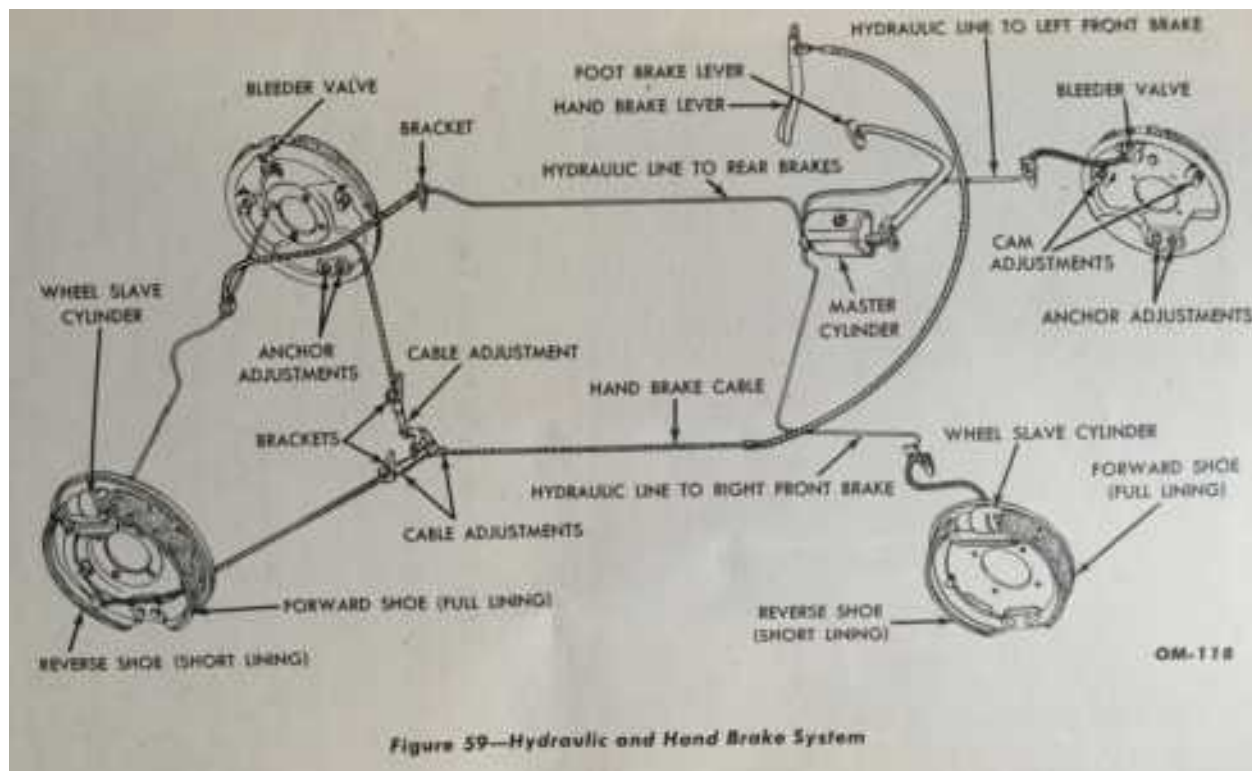 HYDRAULIC LINE TO LEFT FRONT BRAKE
FOOT BRAKE LEVER
BLEEDER VALVE
BLEEDER VALVE
HAND BRAKE LEVER
BRACKET
HYDRAULIC LINE TO REAR BRAKES
CAM
ADJUSTMENTS
WHEEL SLAVE
CYLINDER
MASTER
CYLINDER
ANCHOR ADJUSTMENTS
ANCHOR
ADJUSTMENTS
CABLE ADJUSTMENT
HAND BRAKE CABLE
BRACKETS
WHEEL SLAVE CYLINDER
FORWARD SHOE
(FULL LINING)
HYDRAULIC LINE TO RIGHT FRONT BRAKE
CABLE ADJUSTMENTS
FORWARD SHOE (FULL LINING)
REVERSE SHOE
(SHORT LINING)
REVERSE SHOE (SHORT LINING)
OM-118
Figure 59—Hydraulic and Hand Brake System